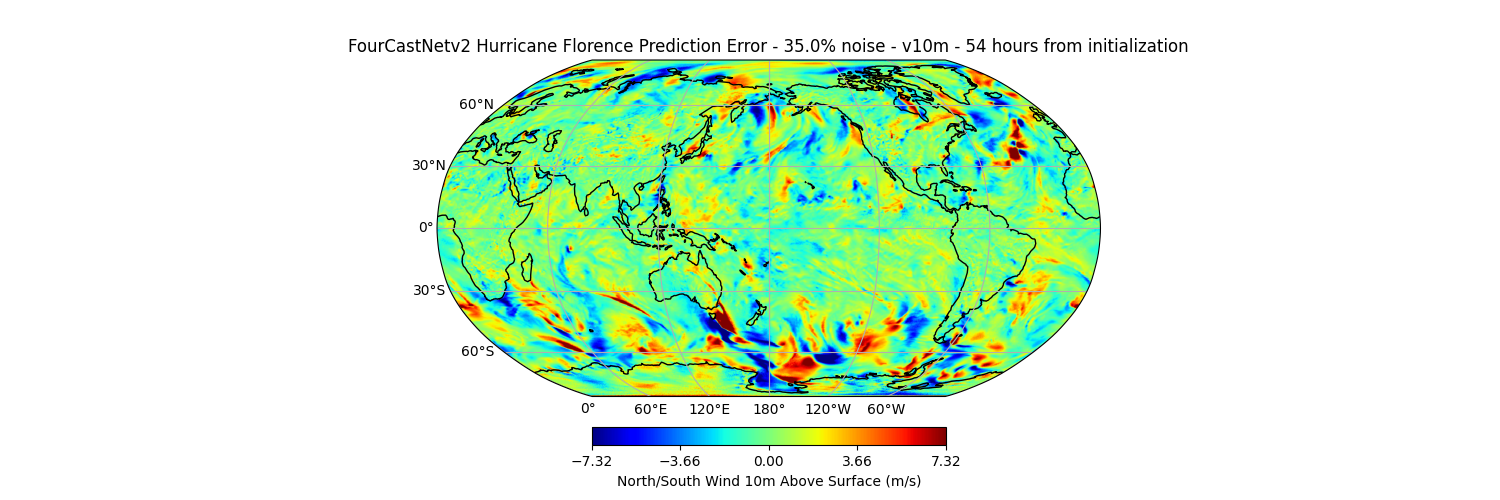 FourCastNetv2 Hurricane Florence Prediction Error - 35.0% noise - v10m - 54 hours from initialization
60°N
30°N
0°
30°S
60°S
0° 60°E 120°E 180° 120°W 60°W
−7.32 −3.66 0.00 3.66 7.32
North/South Wind 10m Above Surface (m/s)